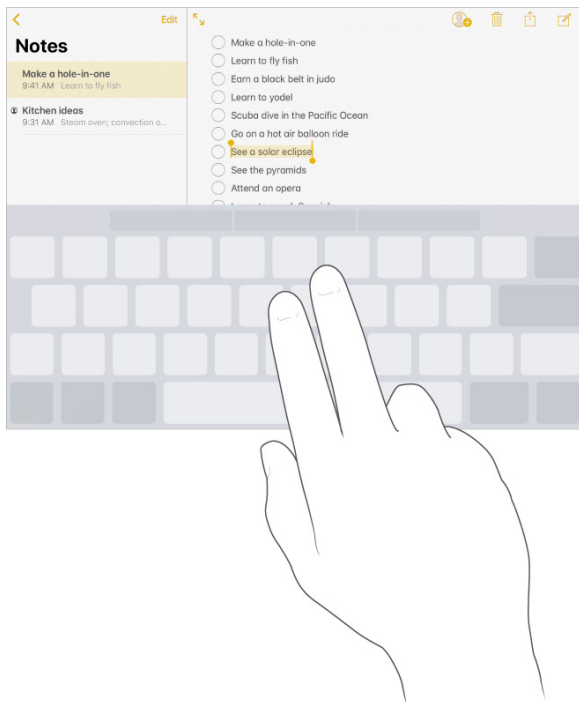 Edit
Notes
Make a hole-in-one
9:41 AM Learn to fly fish
Kitchen ideas
9:31 AM Steam oven; convection a...
Make a hole-in-one
Learn to fly fish
Earn a black belt in judo
Learn to yodel
Scuba dive in the Pacific Ocean
Go on a hot air balloon ride
See a solar eclipse
See the pyramids
Attend an opera